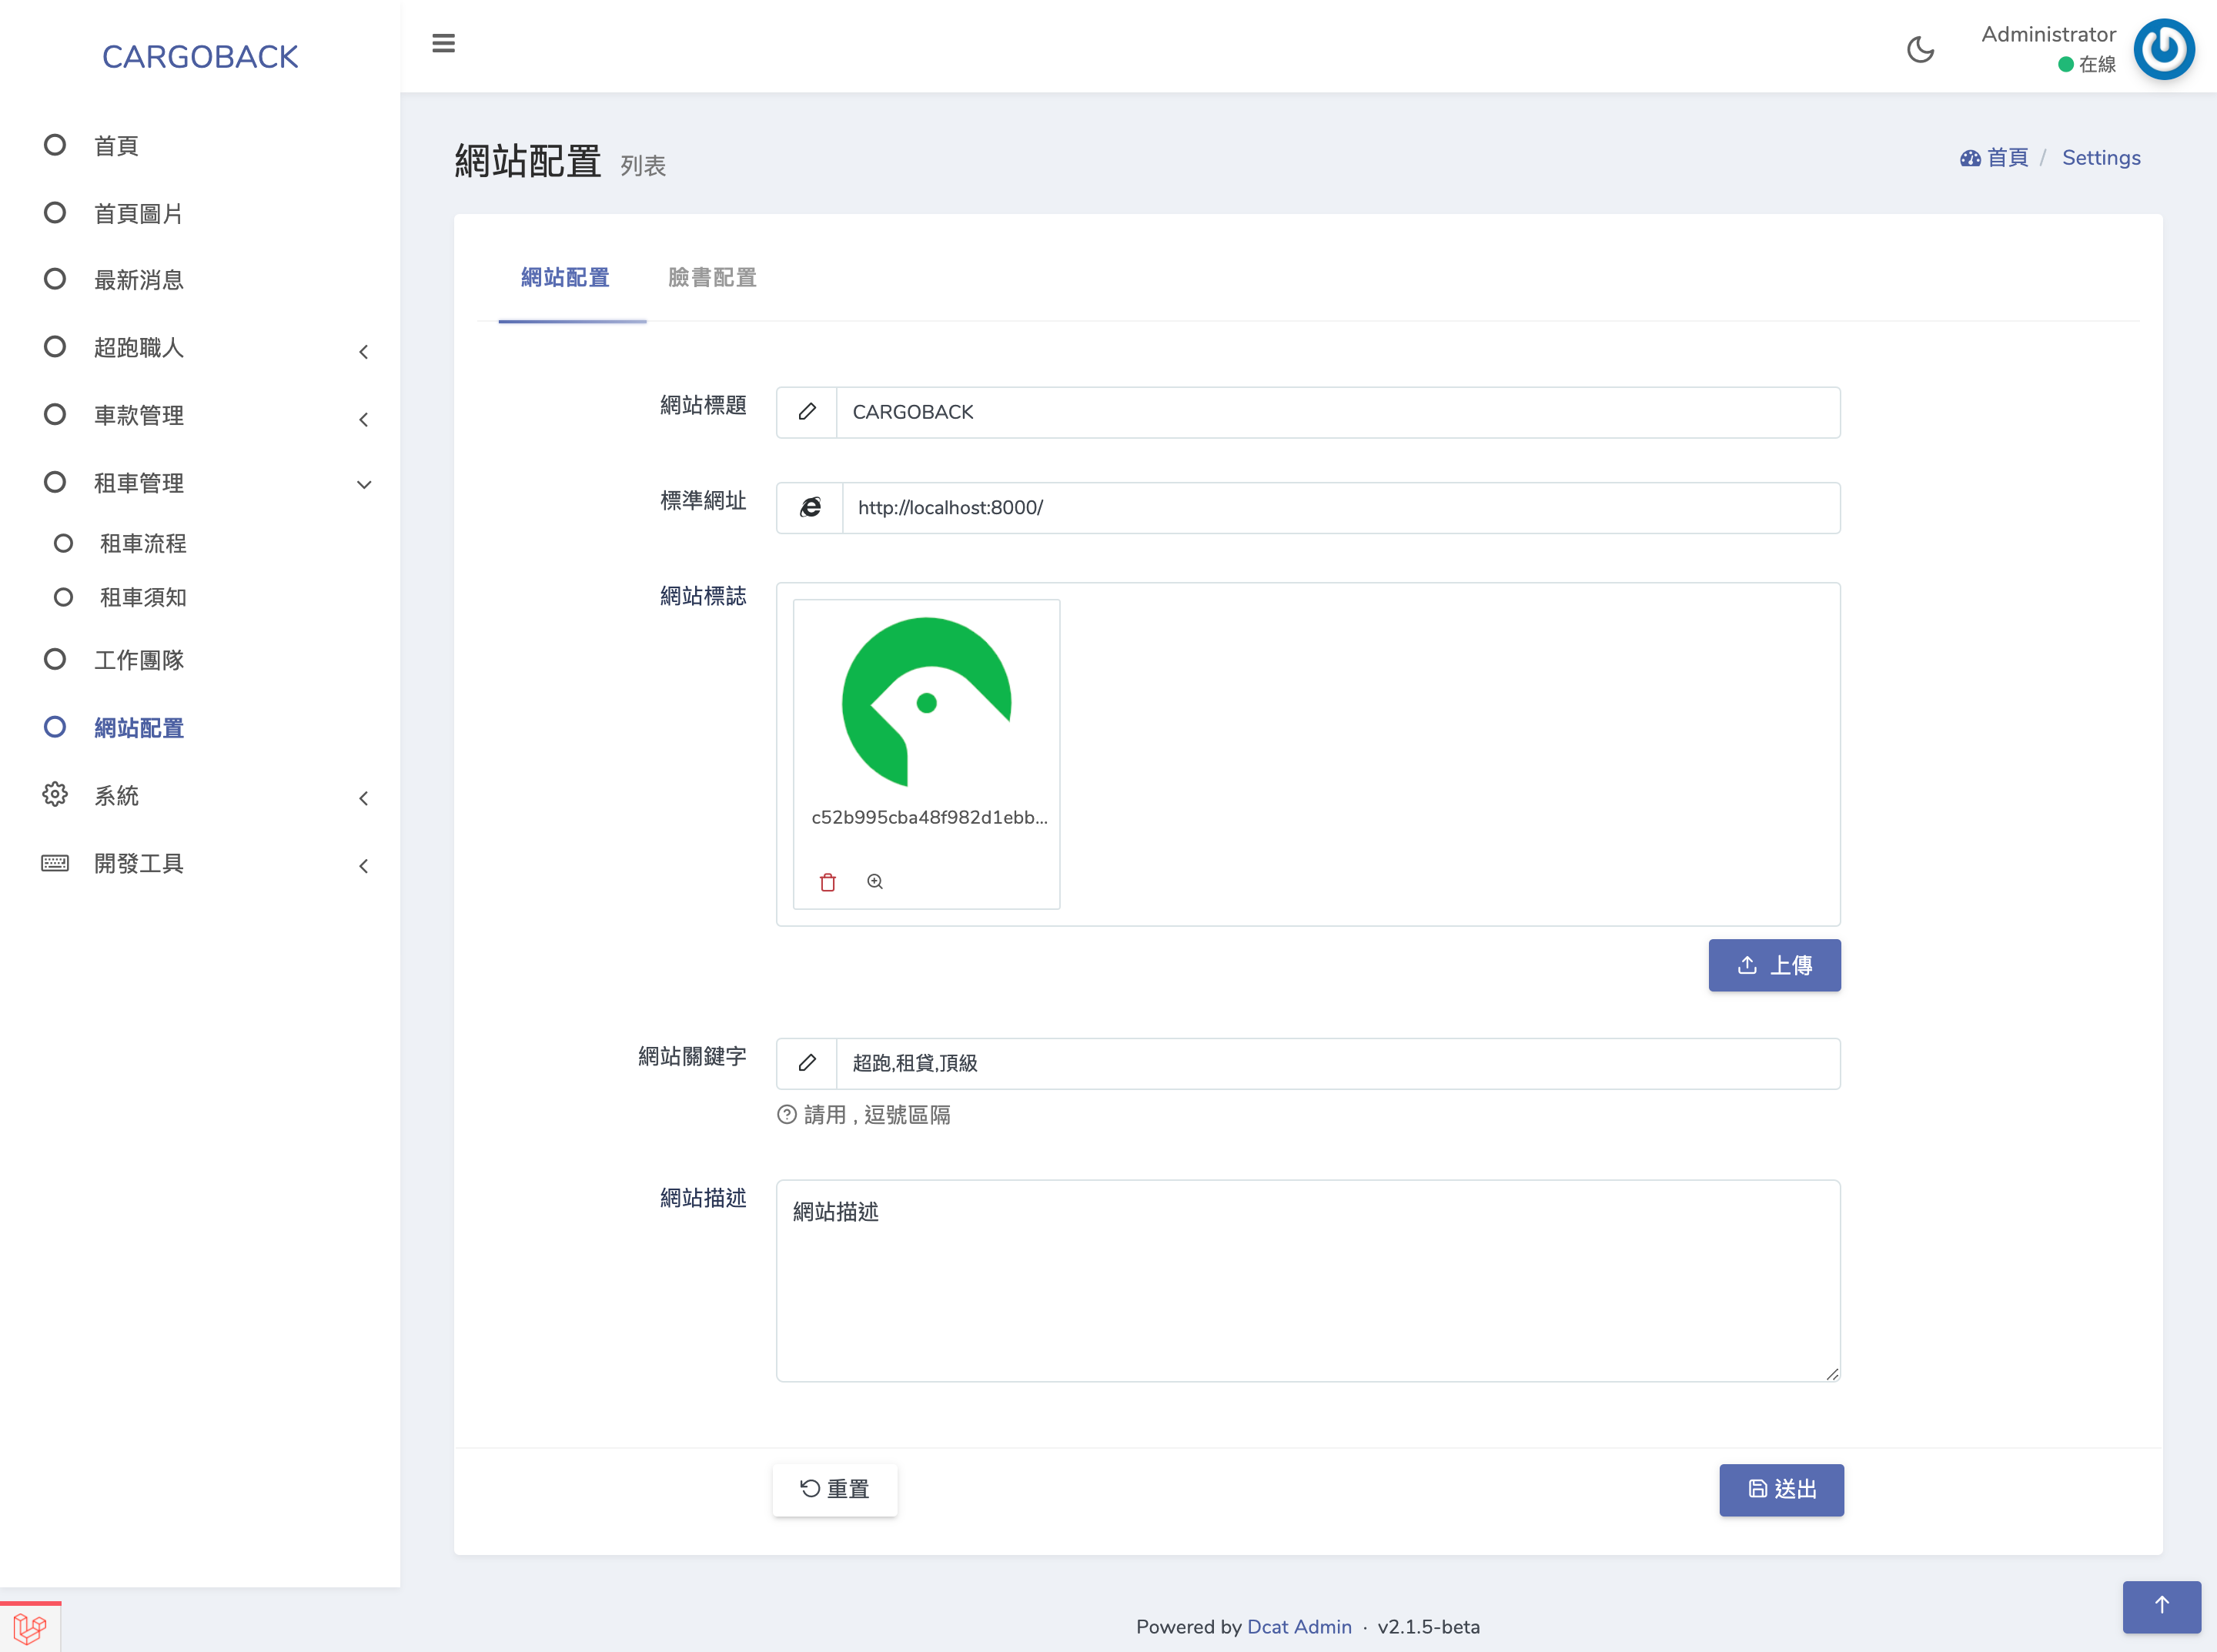 CARGOBACK
Administrator
在線
首頁
首頁圖片
最新消息
超跑職人
車款管理
租車管理
租車流程
租車須知
工作團隊
網站配置
系統
開發工具
網站配置 列表
首頁 / Settings
網站配置 臉書配置
網站標題 CARGOBACK
標準網址 http://localhost:8000/
網站標誌
c52b995cba48f982d1ebb...
上傳
網站關鍵字 超跑,租貸,頂級
請用 , 逗號區隔
網站描述 網站描述
重置 送出
Powered by Dcat Admin · v2.1.5-beta